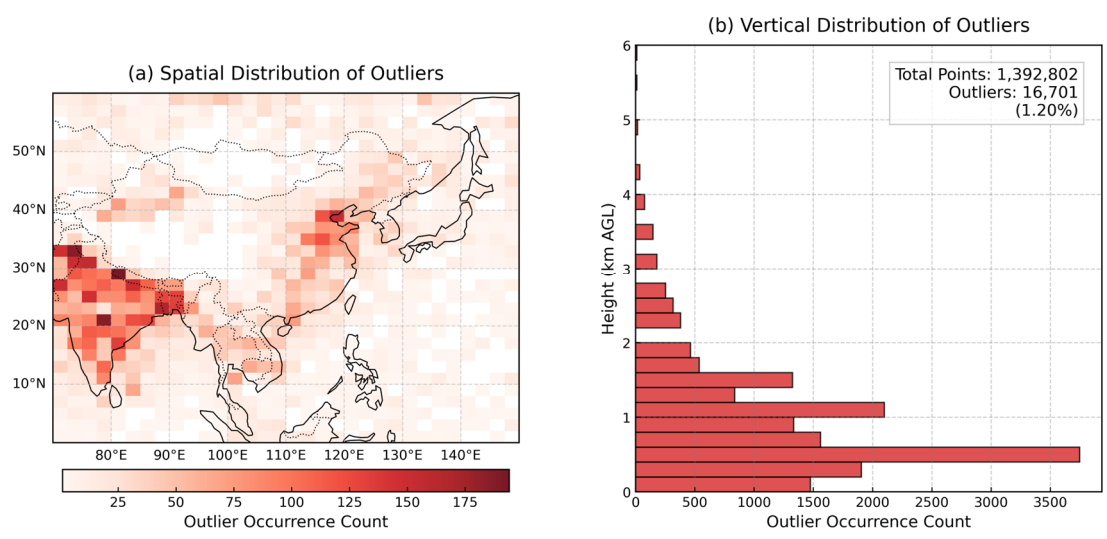 (a) Spatial Distribution of Outliers
50°N
40°N
30°N
20°N
10°N
80°E
90°E
100°E
110°E
120°E
130°E
140°E
25
50
75
100
125
150
175
Outlier Occurrence Count
(b) Vertical Distribution of Outliers
Total Points: 1,392,802
Outliers: 16,701
(1.20%)
Height (km AGL)
6
5
4
3
2
1
0
0
500
1000
1500
2000
2500
3000
3500
Outlier Occurrence Count